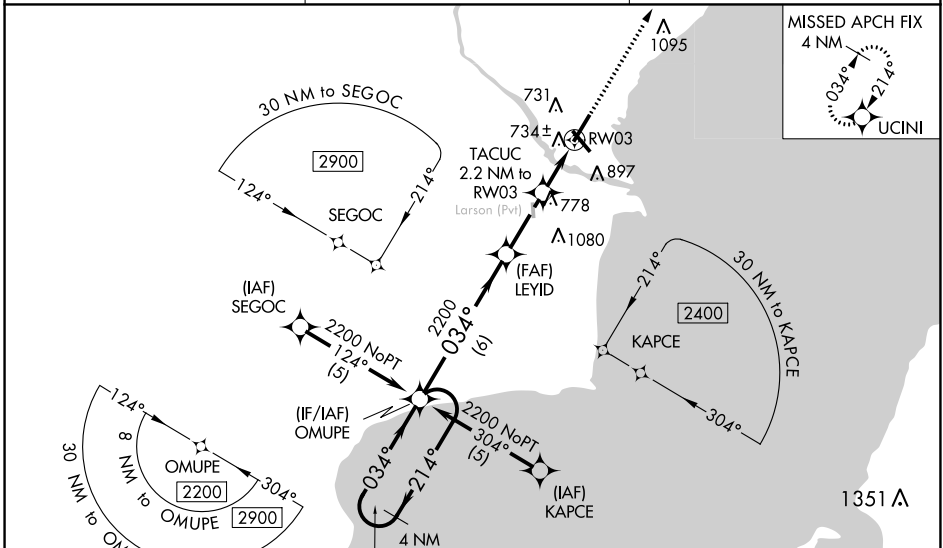 MISSED APCH FIX
4 NM
034°
214°
UCINI
1095
731
734±
RW03
897
TACUC
2.2 NM to
RW03
Larson (Pvt)
778
1080
30 NM to SEGOC
2900
124°
214°
SEGOC
(FAF)
LEYID
30 NM to KAPCE
2400
214°
KAPCE
304°
(IAF)
SEGOC
2200 NoPT
124°
(5)
2200
034°
(6)
(IF/IAF)
OMUPE
2200 NoPT
304°
(5)
(IAF)
KAPCE
034°
214°
4 NM
124°
OMUPE
304°
8 NM to OMUPE
2200
2900
30 NM to
1351